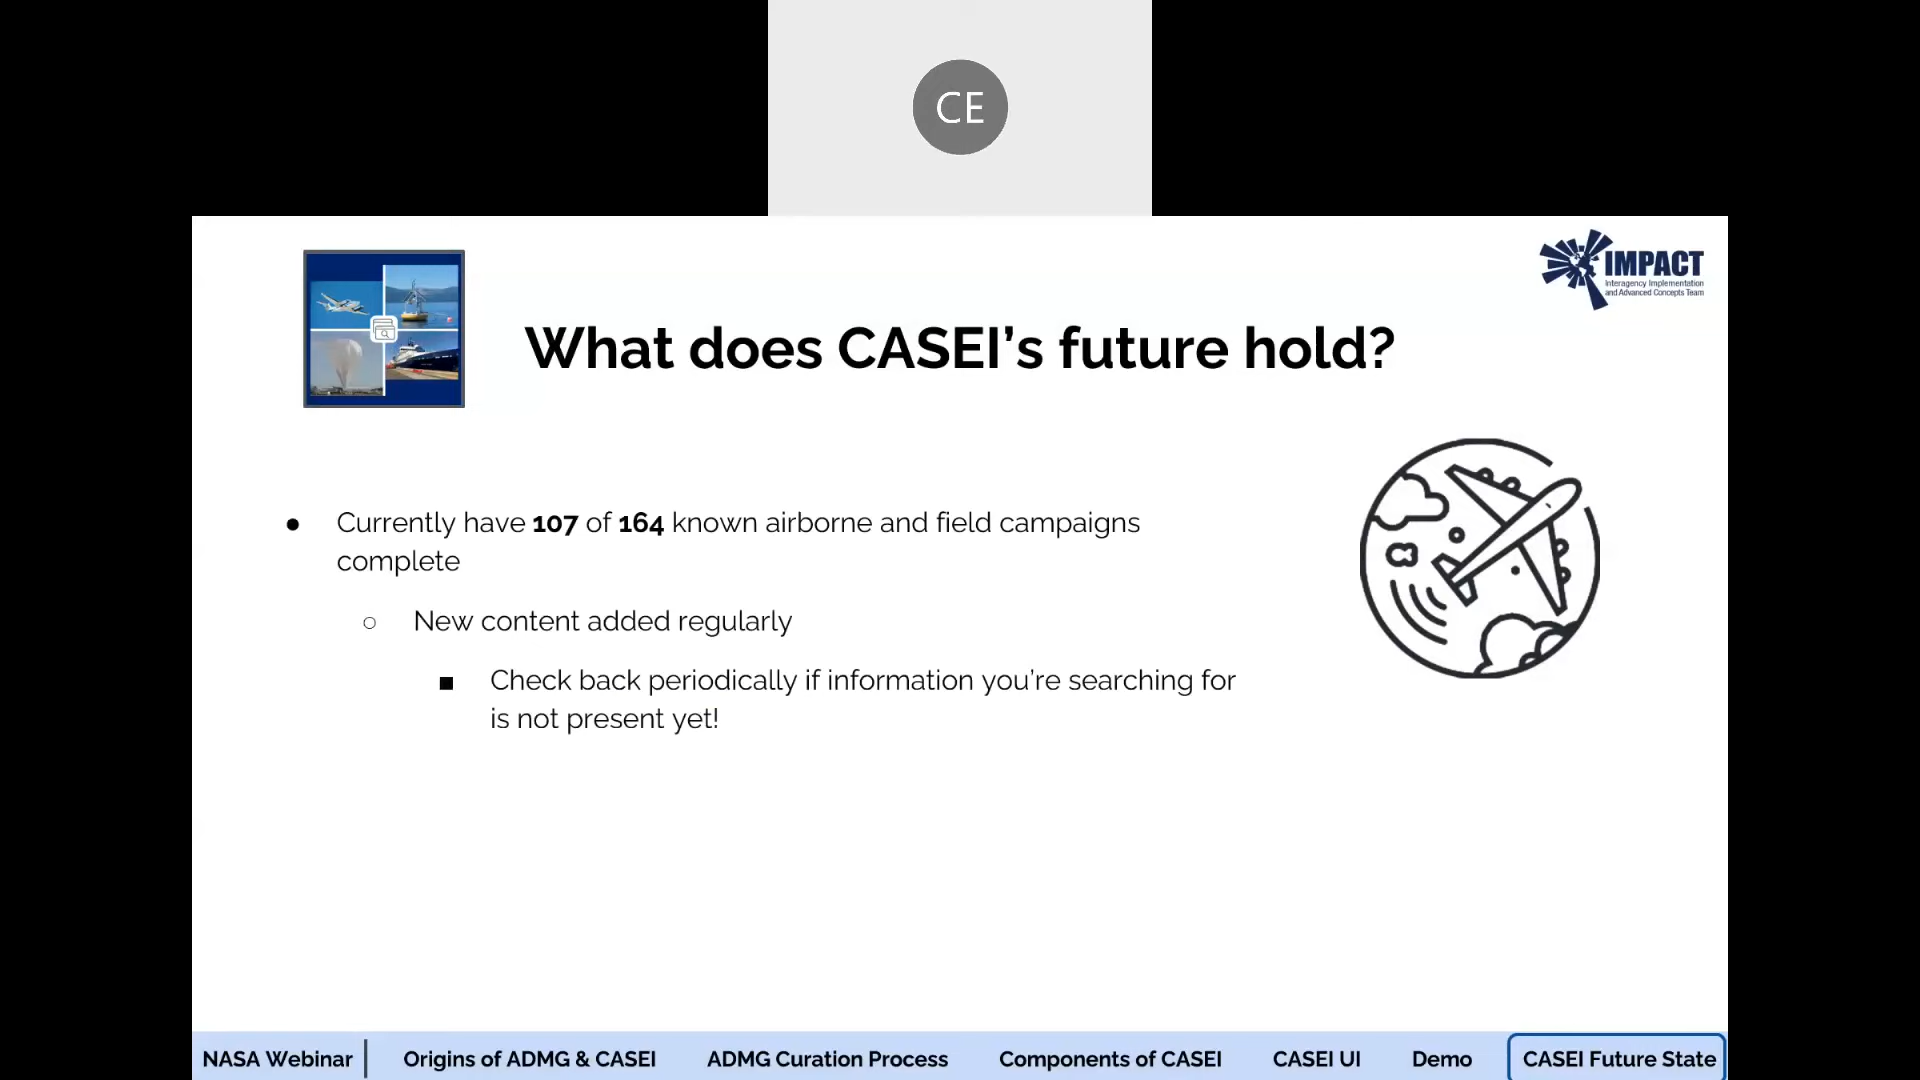 CE
IMPACT
Interagency Implementation
and Advanced Concepts Team
What does CASEI’s future hold?
● Currently have 107 of 164 known airborne and field campaigns
complete
○ New content added regularly
■ Check back periodically if information you’re searching for
is not present yet!
NASA Webinar Origins of ADMG & CASEI ADMG Curation Process Components of CASEI CASEI UI Demo CASEI Future State